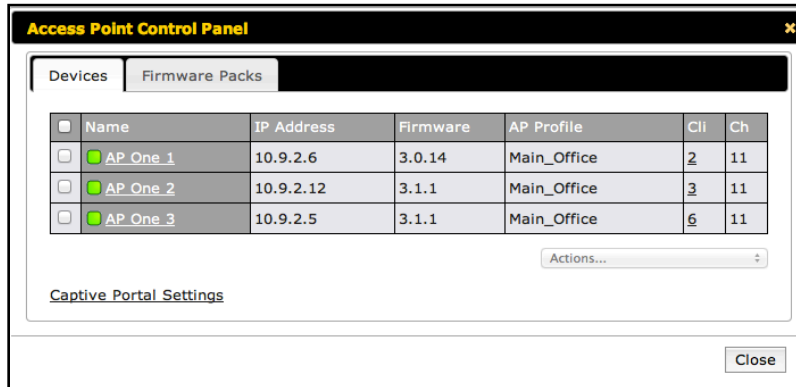 Access Point Control Panel x
Devices Firmware Packs
Name IP Address Firmware AP Profile Cli Ch
AP One 1 10.9.2.6 3.0.14 Main_Office 2 11
AP One 2 10.9.2.12 3.1.1 Main_Office 3 11
AP One 3 10.9.2.5 3.1.1 Main_Office 6 11
Actions...
Captive Portal Settings
Close